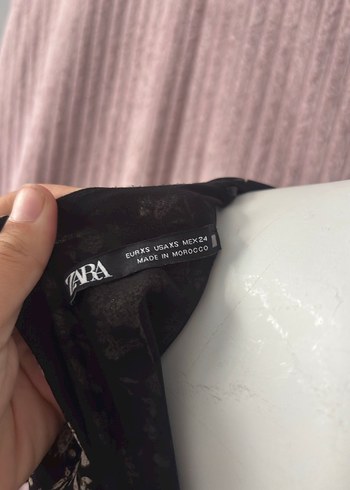 ZARA
EUR XS USA XS MEX 24
MADE IN MOROCCO